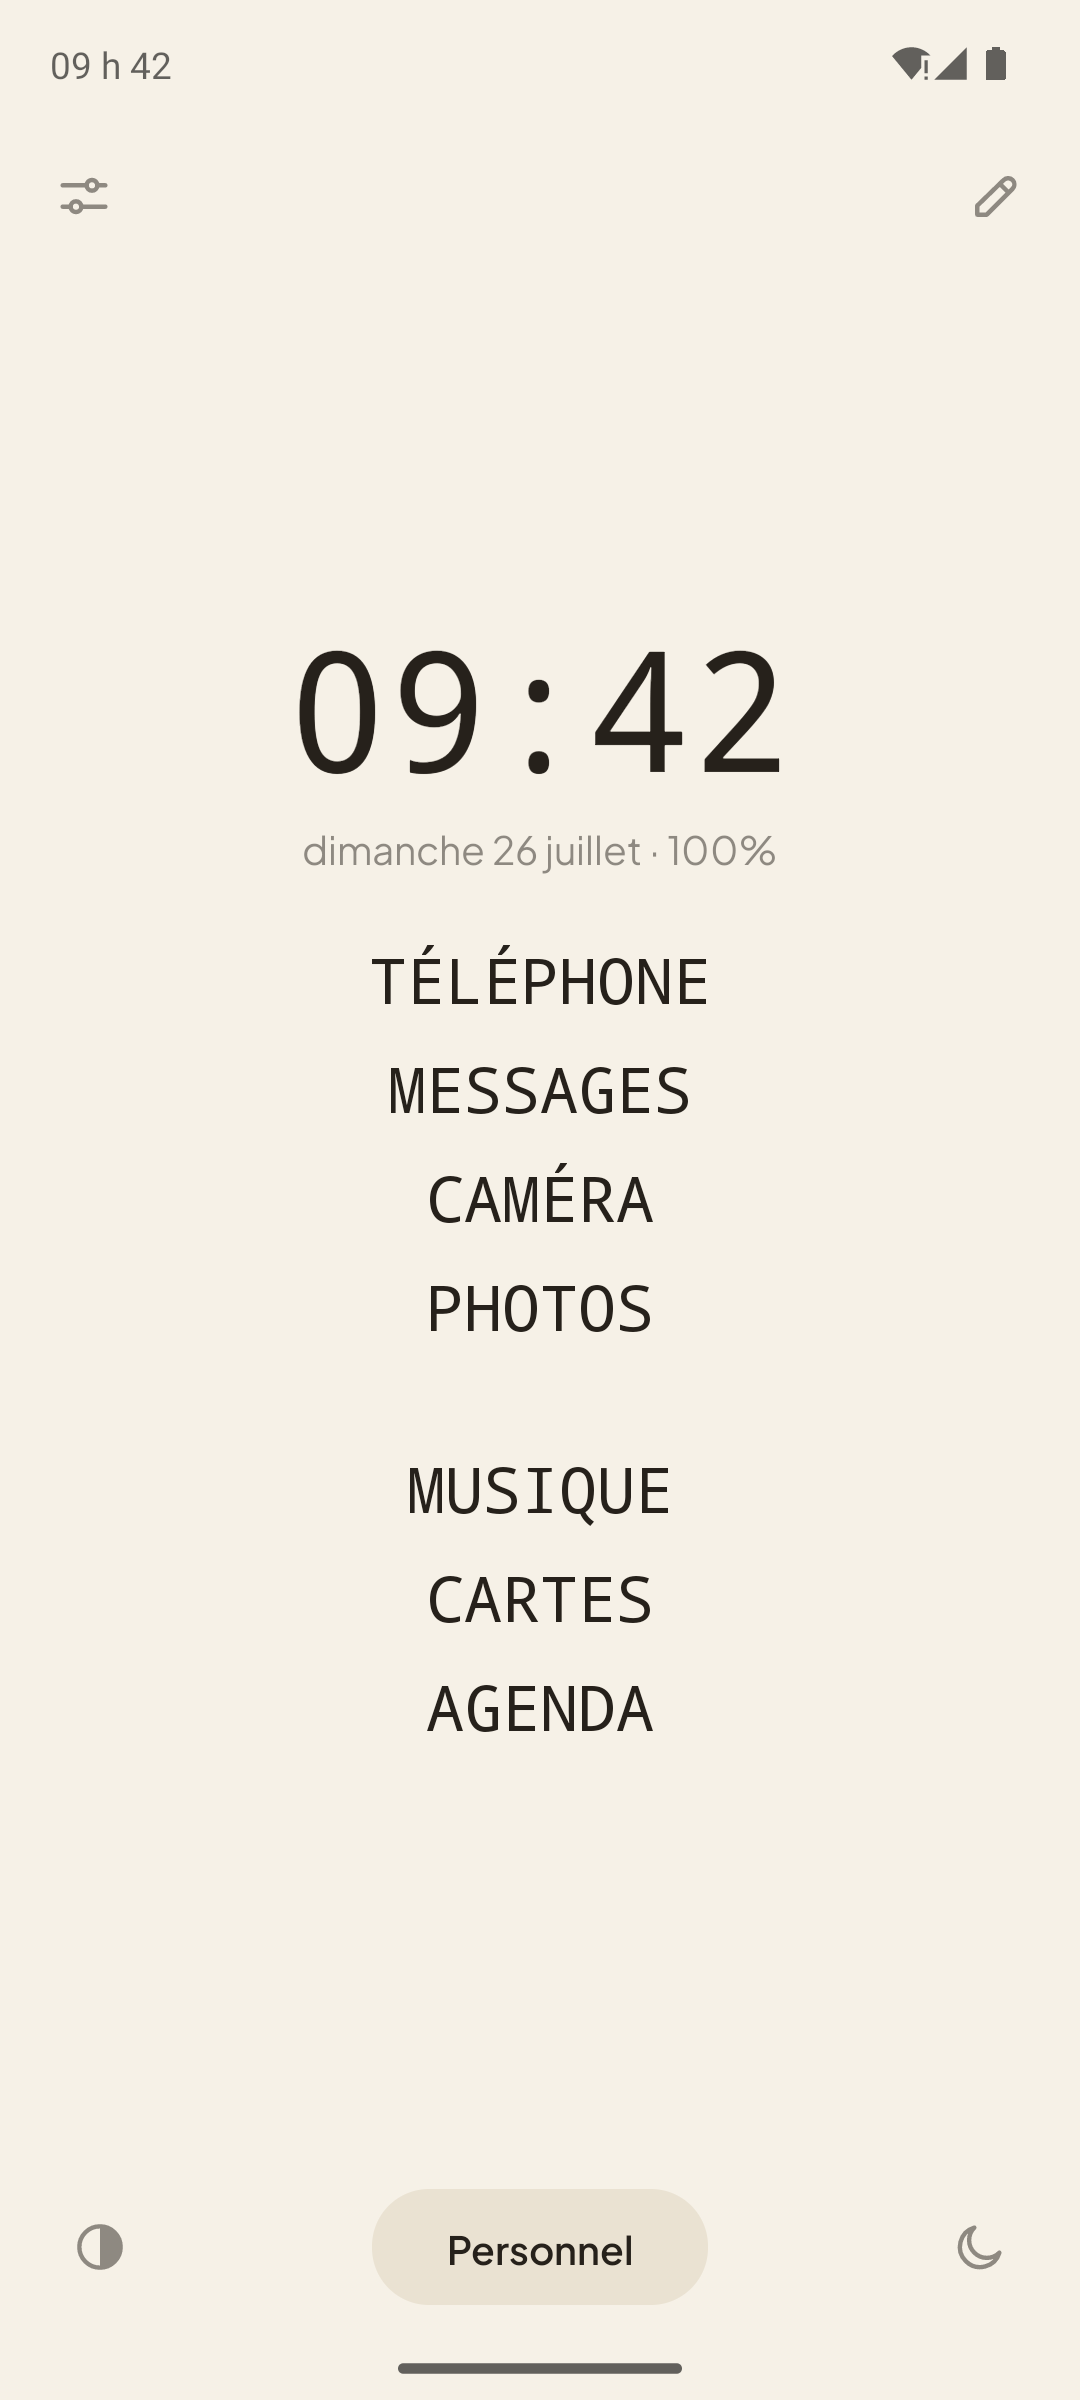 09 h 42
09:42
dimanche 26 juillet · 100%
TÉLÉPHONE
MESSAGES
CAMÉRA
PHOTOS
MUSIQUE
CARTES
AGENDA
Personnel